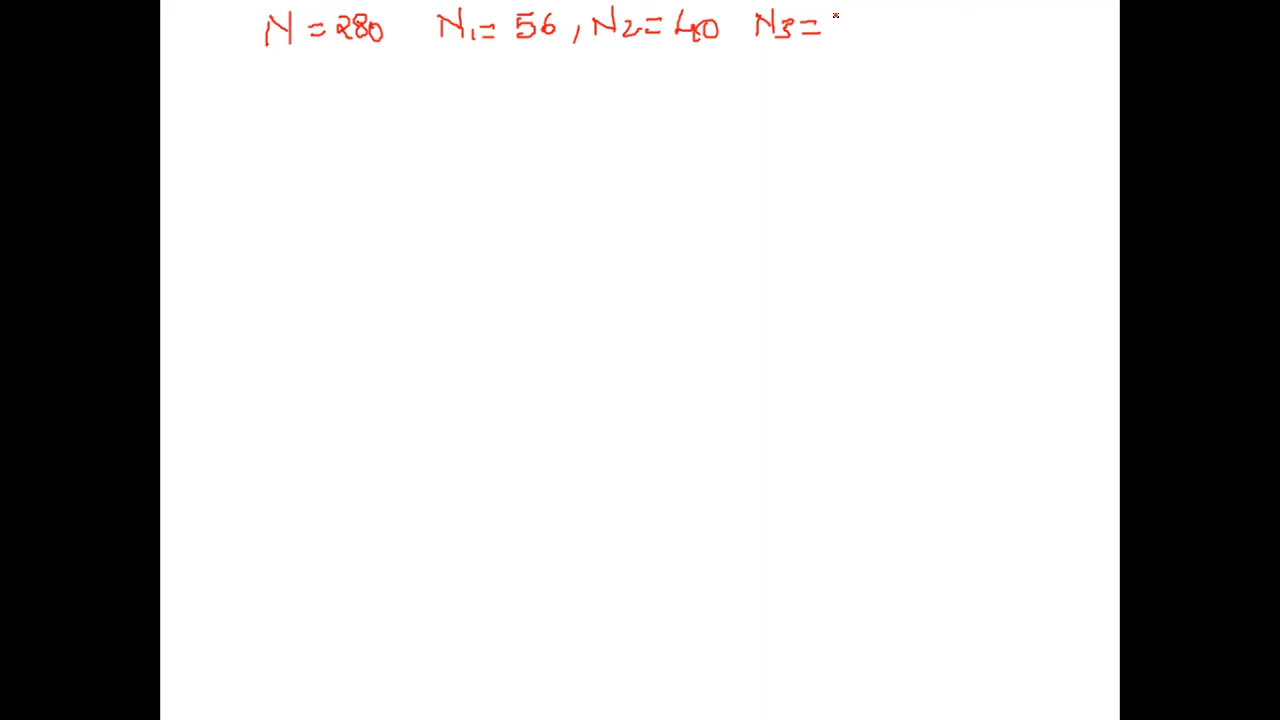 N = 280 N1 = 56 , N2 = 40 N3 =